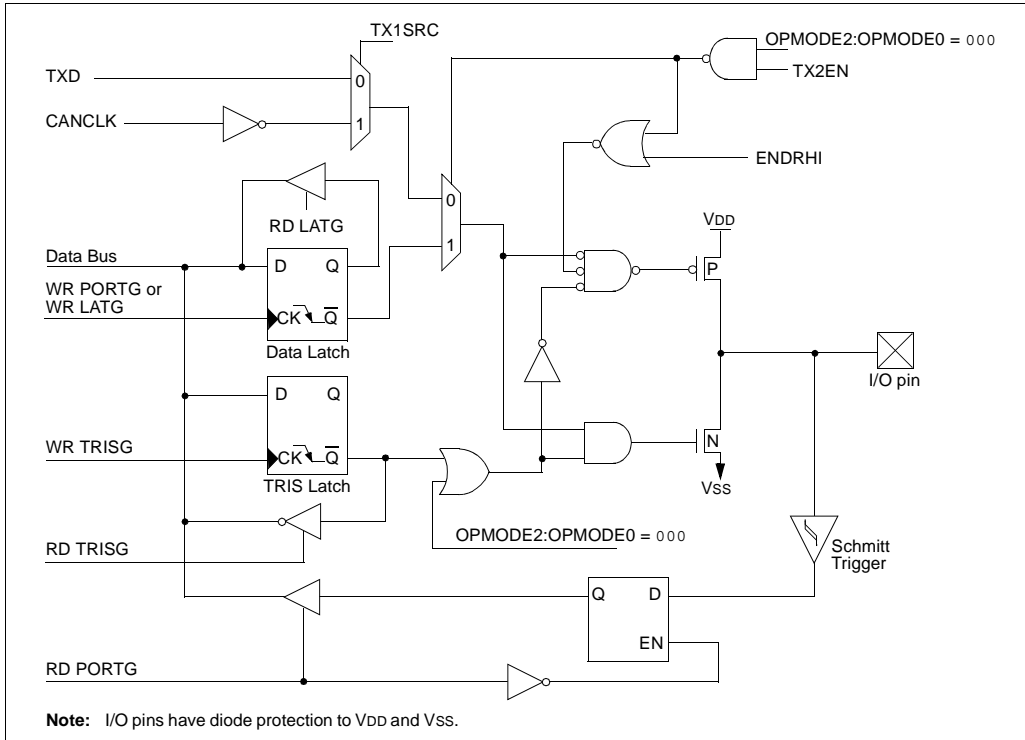 TX1SRC
OPMODE2:OPMODE0 = 000
TXD
0
TX2EN
CANCLK
1
ENDRHI
0
RD LATG
1
VDD
Data Bus
D Q
P
WR PORTG or
WR LATG
CK Q̅
Data Latch
I/O pin
D Q
WR TRISG
CK Q̅
N
TRIS Latch
VSS
OPMODE2:OPMODE0 = 000
RD TRISG
Schmitt
Trigger
Q D
EN
RD PORTG
Note: I/O pins have diode protection to VDD and VSS.